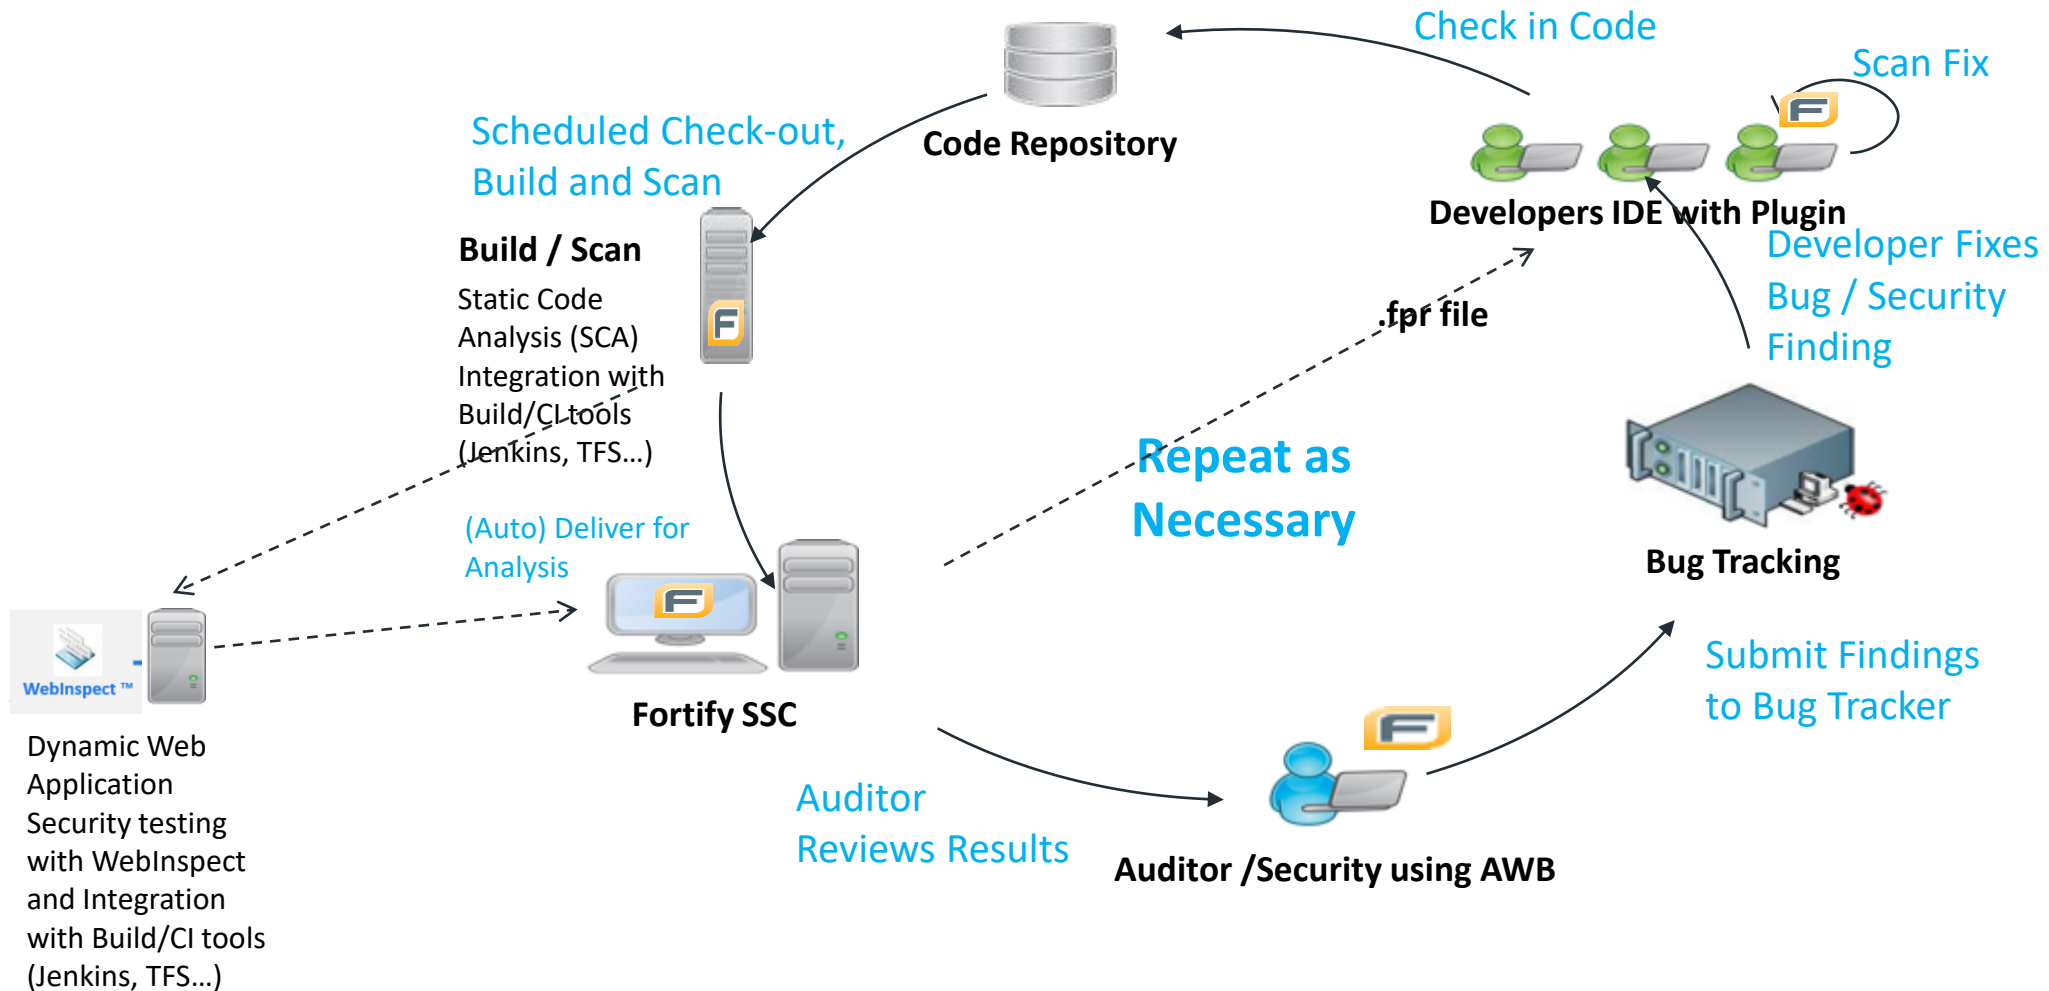 Check in Code
Scan Fix
Scheduled Check-out,
Build and Scan
Code Repository
Developers IDE with Plugin
Build / Scan
Static Code
Analysis (SCA)
Integration with
Build/CI tools
(Jenkins, TFS...)
Developer Fixes
Bug / Security
Finding
.fpr file
Repeat as
Necessary
(Auto) Deliver for
Analysis
F
F
F
F
Bug Tracking
WebInspect ™
Fortify SSC
Submit Findings
to Bug Tracker
Dynamic Web
Application
Security testing
with WebInspect
and Integration
with Build/CI tools
(Jenkins, TFS...)
Auditor
Reviews Results
Auditor /Security using AWB